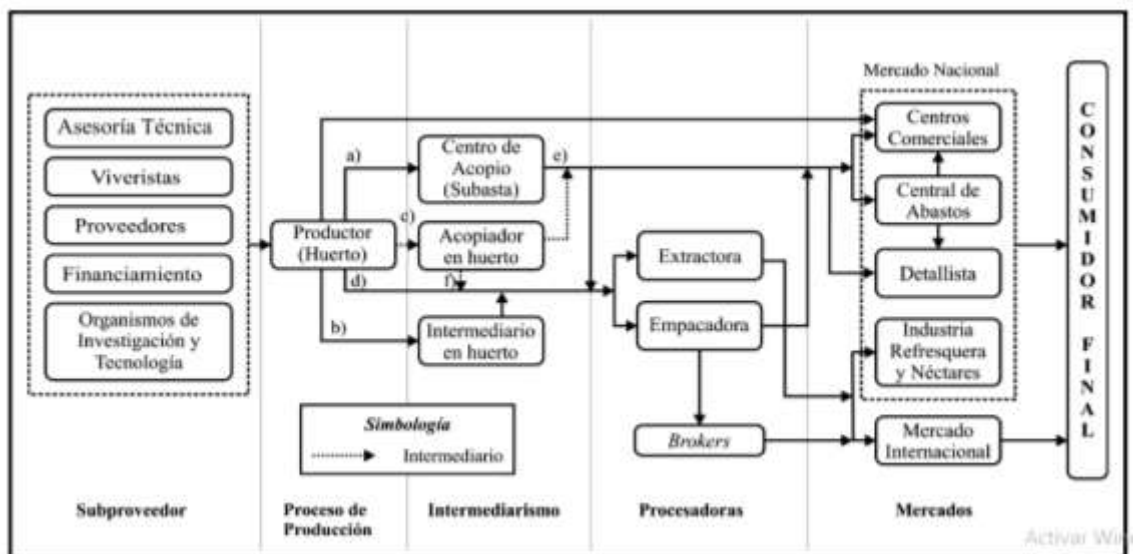 Asesoría Técnica
Viveristas
Proveedores
Financiamiento
Organismos de
Investigación y
Tecnología
Productor
(Huerto)
a)
c)
d)
b)
Centro de
Acopio
(Subasta)
e)
Acopiador
en huerto
f)
Intermediario
en huerto
Simbología
Intermediario
Extractora
Empacadora
Brokers
Mercado Nacional
Centros
Comerciales
Central de
Abastos
Detallista
Industria
Refresquera
y Néctares
Mercado
Internacional
CONSUMIDOR FINAL
Subproveedor
Proceso de
Producción
Intermediarismo
Procesadoras
Mercados